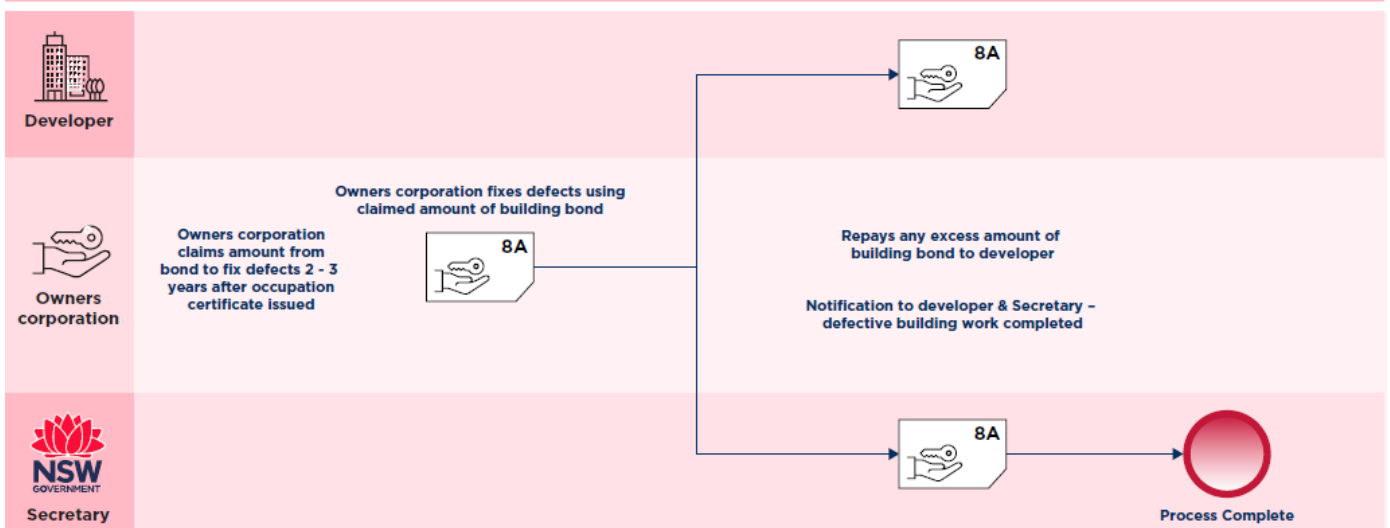 8A
Developer
Owners corporation fixes defects using
claimed amount of building bond
Owners corporation
claims amount from
bond to fix defects 2 - 3
years after occupation
certificate issued
8A
Repays any excess amount of
building bond to developer
Notification to developer & Secretary –
defective building work completed
Owners
corporation
8A
NSW
GOVERNMENT
Secretary
Process Complete